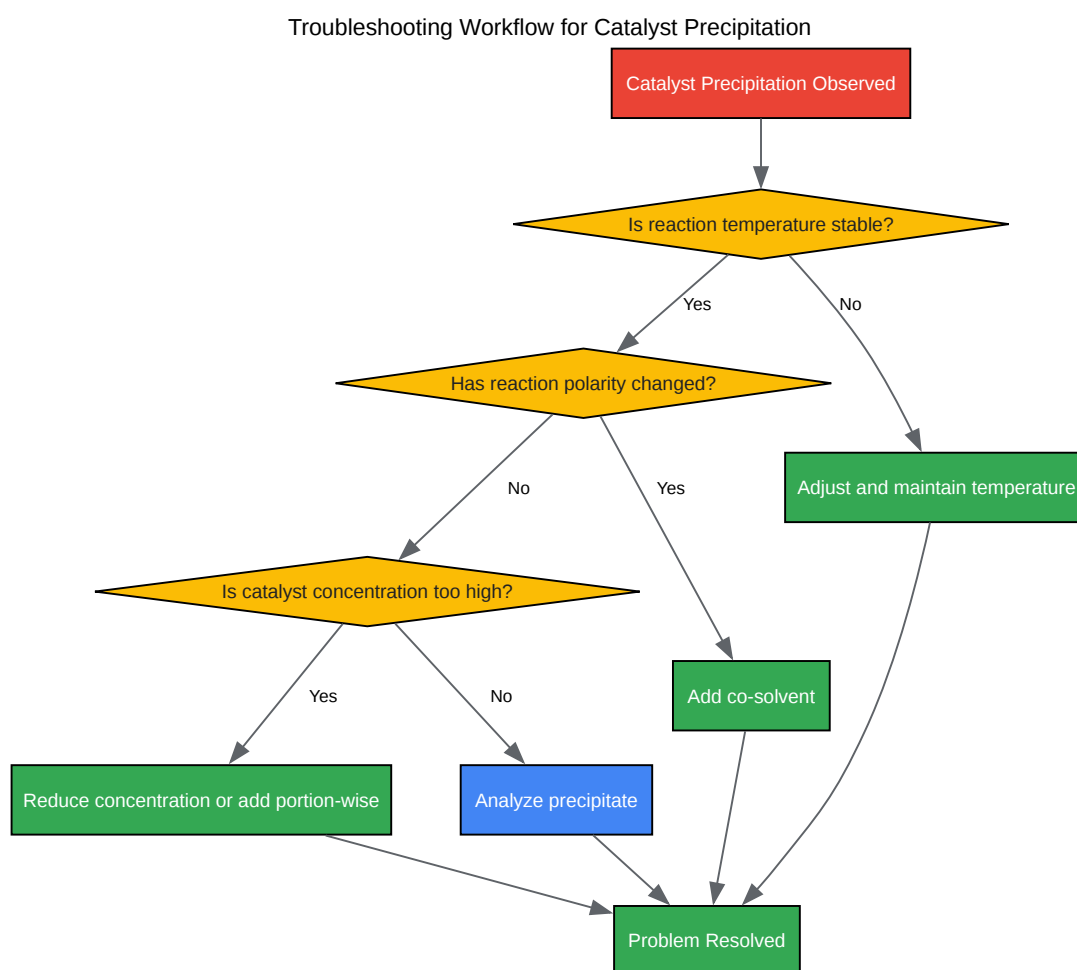 Troubleshooting Workflow for Catalyst Precipitation
Catalyst Precipitation Observed
Is reaction temperature stable?
Yes
No
Has reaction polarity changed?
No
Yes
Adjust and maintain temperature
Is catalyst concentration too high?
Yes
No
Add co-solvent
Reduce concentration or add portion-wise
Analyze precipitate
Problem Resolved